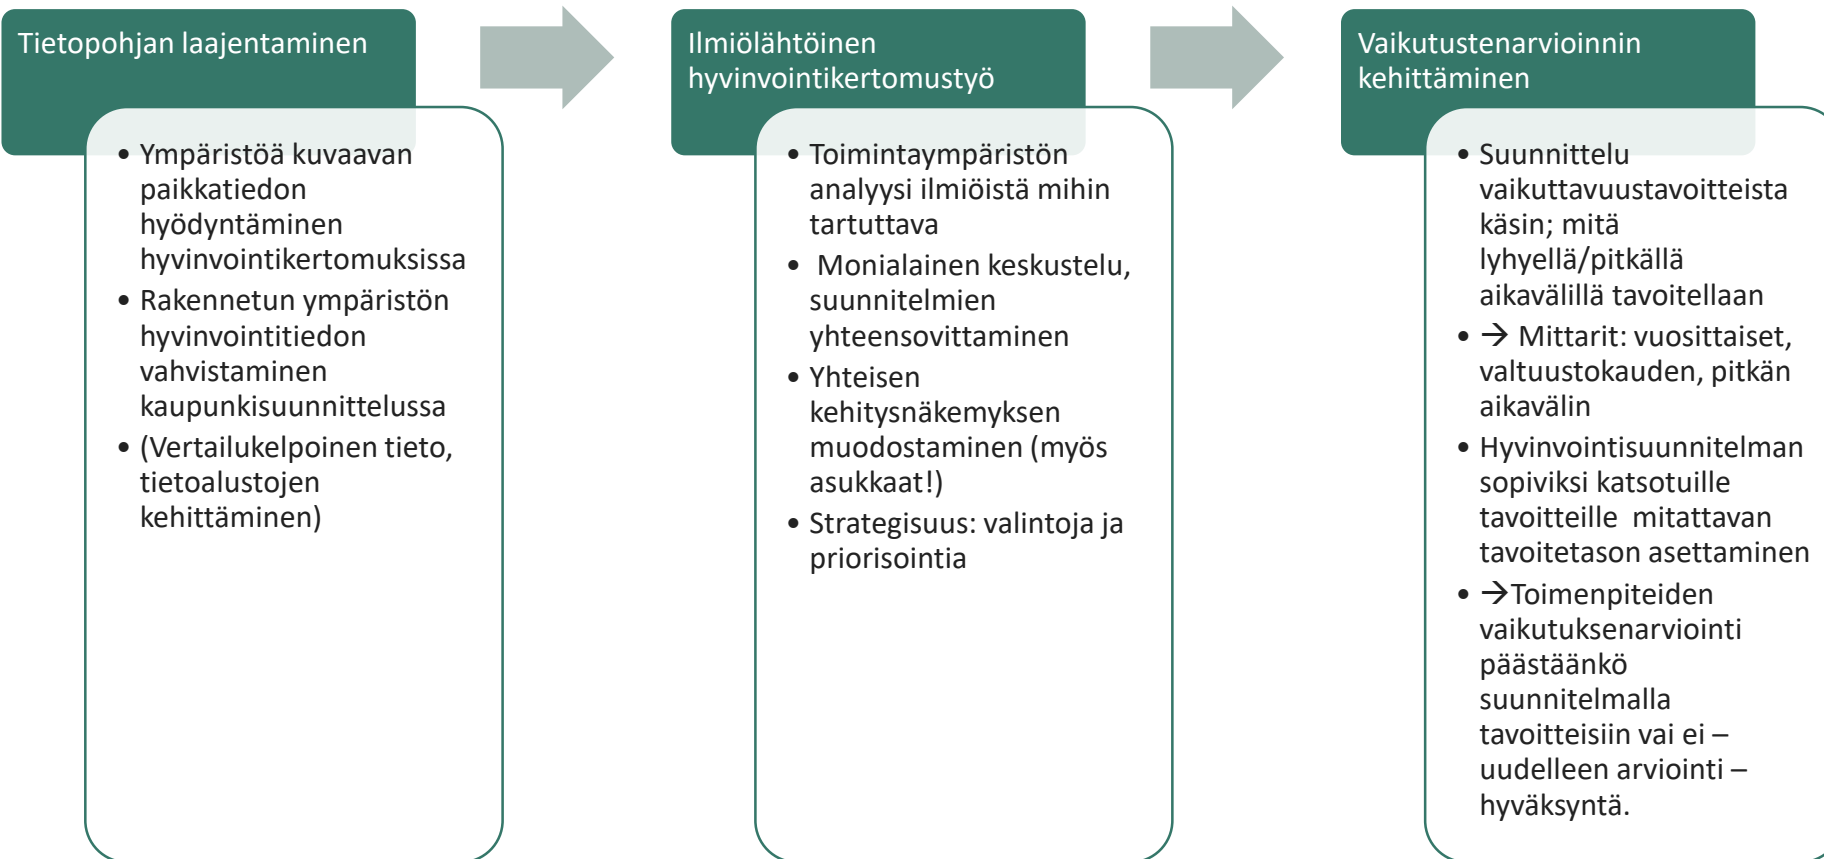 Tietopohjan laajentaminen
• Ympäristöä kuvaavan
paikkatiedon
hyödyntäminen
hyvinvointikertomuksissa
• Rakennetun ympäristön
hyvinvointitiedon
vahvistaminen
kaupunkisuunnittelussa
• (Vertailukelpoinen tieto,
tietoalustojen
kehittäminen)
Ilmiölähtöinen
hyvinvointikertomustyö
• Toimintaympäristön
analyysi ilmiöistä mihin
tartuttava
• Monialainen keskustelu,
suunnitelmien
yhteensovittaminen
• Yhteisen
kehitysnäkemyksen
muodostaminen (myös
asukkaat!)
• Strategisuus: valintoja ja
priorisointia
Vaikutustenarvioinnin
kehittäminen
• Suunnittelu
vaikuttavuustavoitteista
käsin; mitä
lyhyellä/pitkällä
aikavälillä tavoitellaan
• → Mittarit: vuosittaiset,
valtuustokauden, pitkän
aikavälin
• Hyvinvointisuunnitelman
sopiviksi katsotuille
tavoitteille mitattavan
tavoitetason asettaminen
• →Toimenpiteiden
vaikutuksenarviointi
päästäänkö
suunnitelmalla
tavoitteisiin vai ei –
uudelleen arviointi –
hyväksyntä.